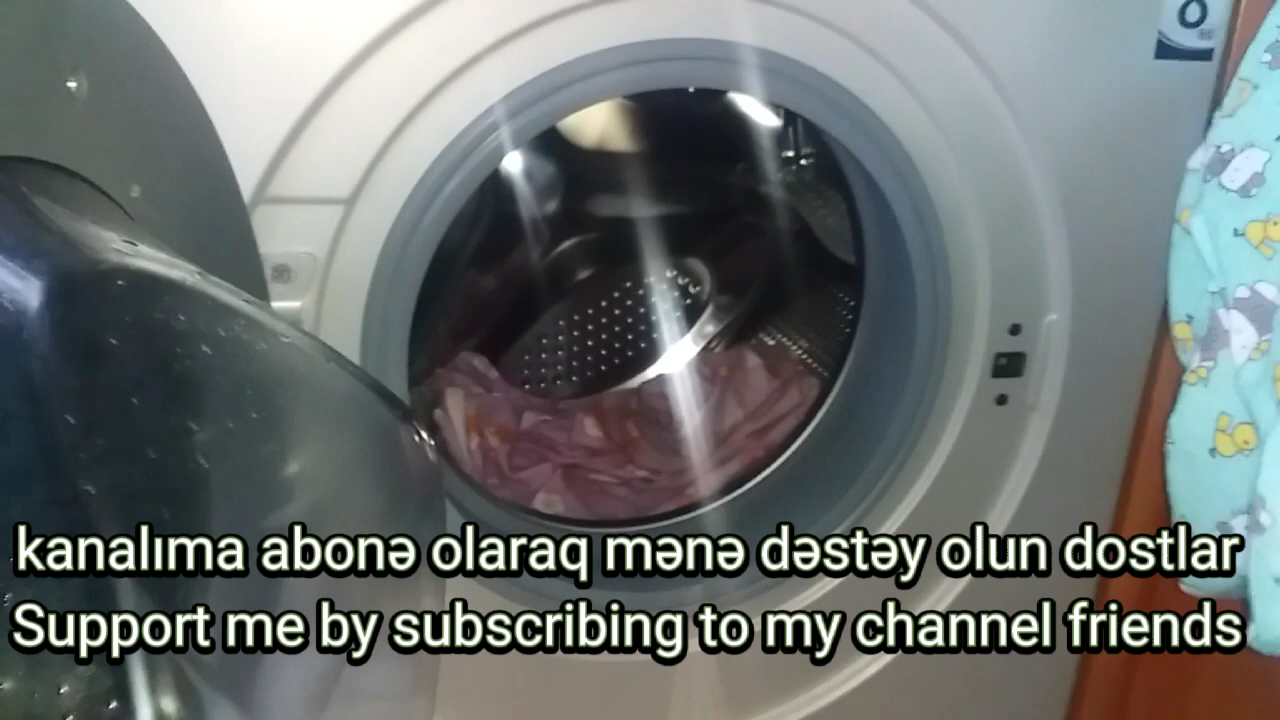 kanalıma abonə olaraq mənə dəstəy olun dostlar
Support me by subscribing to my channel friends